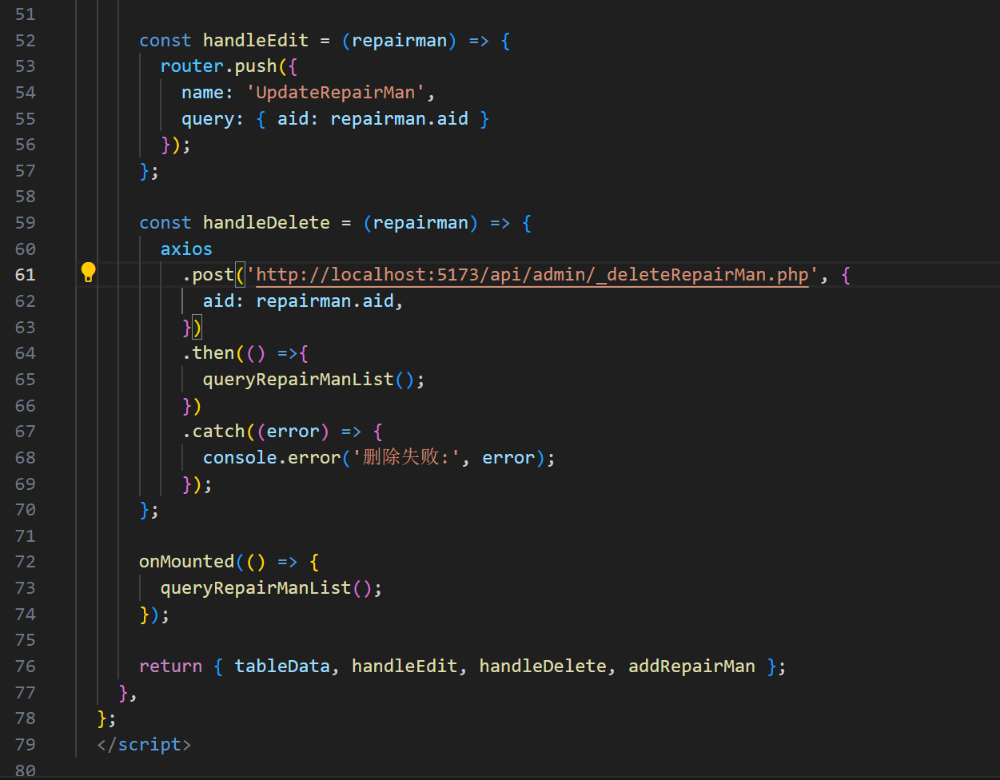 51
52 const handleEdit = (repairman) => {
53 router.push({
54 name: 'UpdateRepairMan',
55 query: { aid: repairman.aid }
56 });
57 };
58
59 const handleDelete = (repairman) => {
60 axios
61 .post('http://localhost:5173/api/admin/_deleteRepairMan.php', {
62 aid: repairman.aid,
63 })
64 .then(() =>{
65 queryRepairManList();
66 })
67 .catch((error) => {
68 console.error('删除失败:', error);
69 });
70 };
71
72 onMounted(() => {
73 queryRepairManList();
74 });
75
76 return { tableData, handleEdit, handleDelete, addRepairMan };
77 },
78 };
79 </script>
80